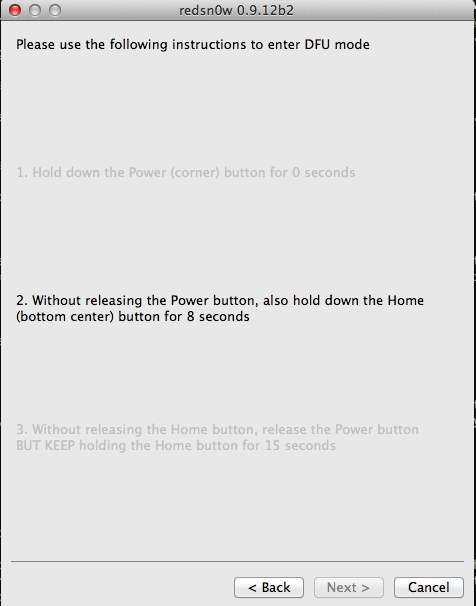 redsn0w 0.9.12b2
Please use the following instructions to enter DFU mode
1. Hold down the Power (corner) button for 0 seconds
2. Without releasing the Power button, also hold down the Home
(bottom center) button for 8 seconds
3. Without releasing the Home button, release the Power button
BUT KEEP holding the Home button for 15 seconds
< Back Next > Cancel